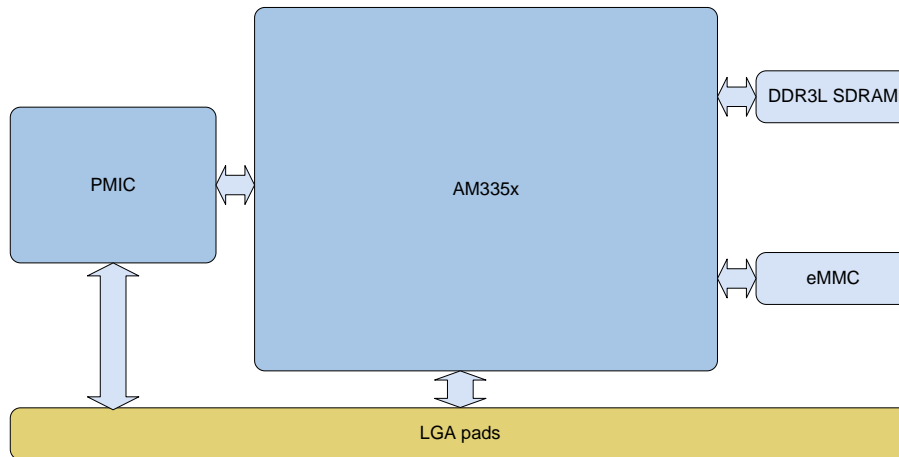 DDR3L SDRAM
PMIC
AM335x
eMMC
LGA pads